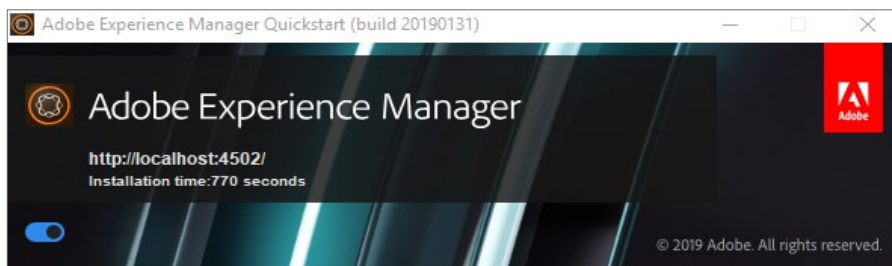 Adobe Experience Manager Quickstart (build 20190131)
Adobe Experience Manager
Adobe
http://localhost:4502/
Installation time:770 seconds
© 2019 Adobe. All rights reserved.